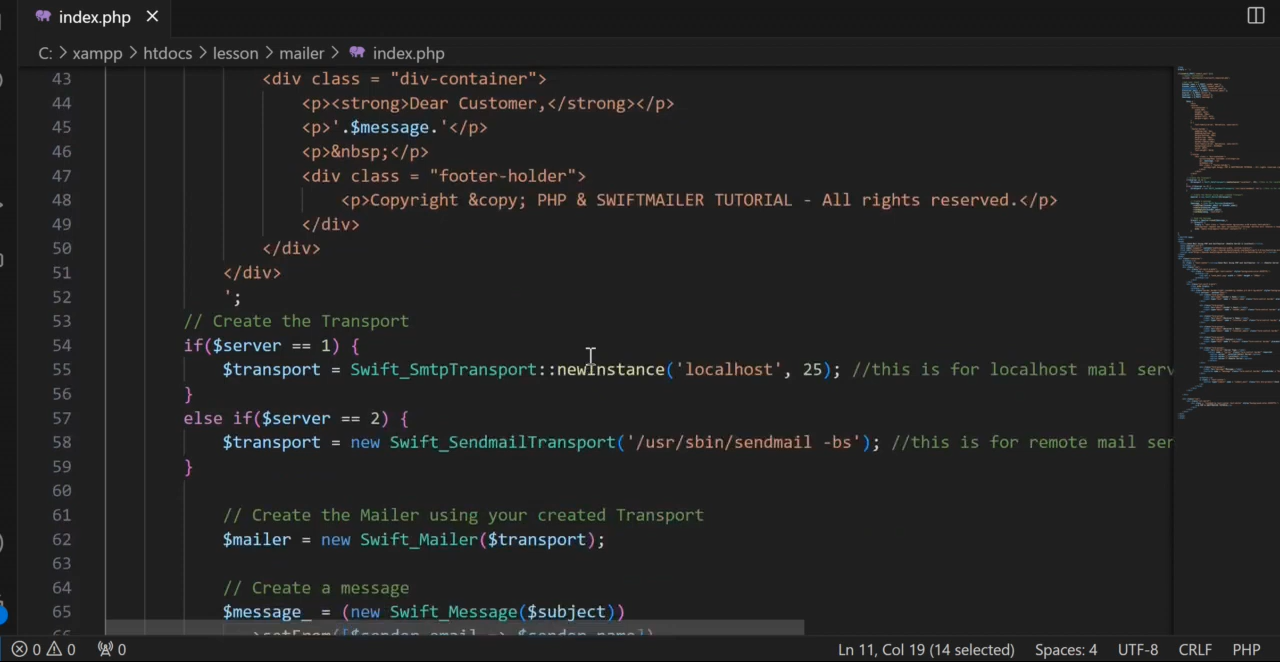 index.php
C: > xampp > htdocs > lesson > mailer > index.php
43 <div class = "div-container">
44 <p><strong>Dear Customer,</strong></p>
45 <p>'.$message.'</p>
46 <p>&nbsp;</p>
47 <div class = "footer-holder">
48 <p>Copyright &copy; PHP & SWIFTMAILER TUTORIAL - All rights reserved.</p>
49 </div>
50 </div>
51 </div>
52 ';
53 // Create the Transport
54 if($server == 1) {
55 $transport = Swift_SmtpTransport::newInstance('localhost', 25); //this is for localhost mail serv
56 }
57 else if($server == 2) {
58 $transport = new Swift_SendmailTransport('/usr/sbin/sendmail -bs'); //this is for remote mail ser
59 }
60
61 // Create the Mailer using your created Transport
62 $mailer = new Swift_Mailer($transport);
63
64 // Create a message
65 $message_ = (new Swift_Message($subject))
66 ->setFrom([$sender_email => $sender_name])
0 0 0 Ln 11, Col 19 (14 selected) Spaces: 4 UTF-8 CRLF PHP